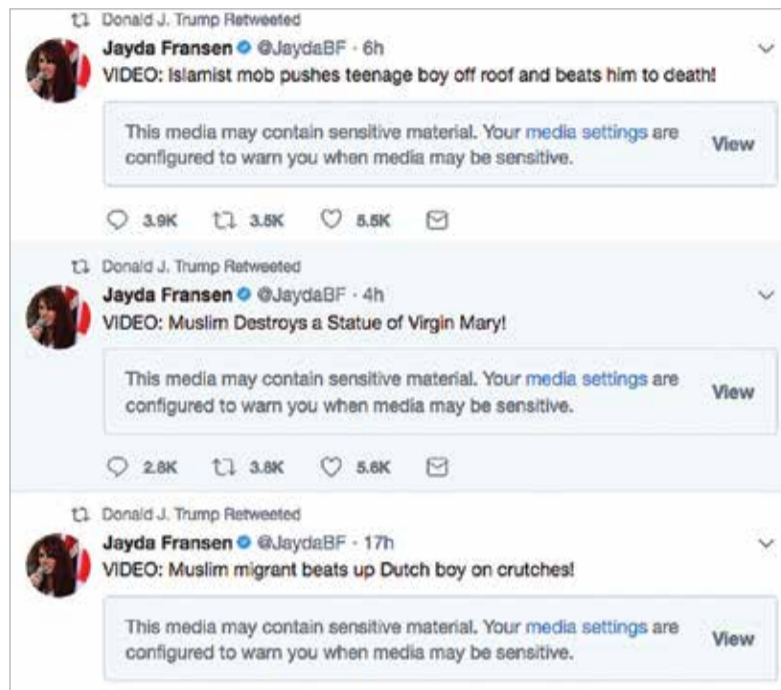 Donald J. Trump Retweeted
Jayda Fransen @JaydaBF · 6h
VIDEO: Islamist mob pushes teenage boy off roof and beats him to death!
This media may contain sensitive material. Your media settings are
configured to warn you when media may be sensitive.
View
3.9K 3.5K 5.5K
Donald J. Trump Retweeted
Jayda Fransen @JaydaBF · 4h
VIDEO: Muslim Destroys a Statue of Virgin Mary!
This media may contain sensitive material. Your media settings are
configured to warn you when media may be sensitive.
View
2.8K 3.8K 5.6K
Donald J. Trump Retweeted
Jayda Fransen @JaydaBF · 17h
VIDEO: Muslim migrant beats up Dutch boy on crutches!
This media may contain sensitive material. Your media settings are
configured to warn you when media may be sensitive.
View